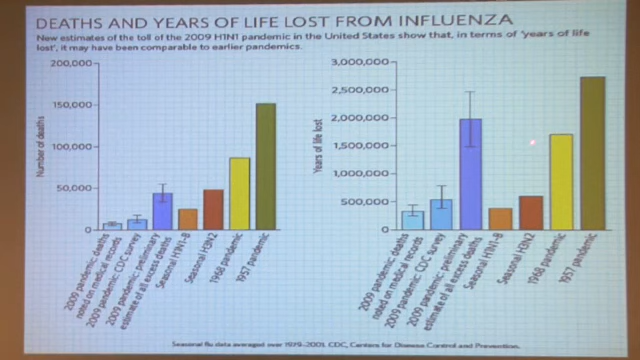 DEATHS AND YEARS OF LIFE LOST FROM INFLUENZA
New estimates of the toll of the 2009 H1N1 pandemic in the United States show that, in terms of 'years of life
lost', it may have been comparable to earlier pandemics.
200,000
150,000
100,000
50,000
0
Number of deaths
2009 pandemic: deaths
noted on medical records
2009 pandemic: CDC survey
2009 pandemic: preliminary
estimate of all excess deaths
Seasonal H1N1–B
Seasonal H3N2
1968 pandemic
1957 pandemic
3,000,000
2,500,000
2,000,000
1,500,000
1,000,000
500,000
0
Years of life lost
2009 pandemic: deaths
noted on medical records
2009 pandemic: CDC survey
2009 pandemic: preliminary
estimate of all excess deaths
Seasonal H1N1–B
Seasonal H3N2
1968 pandemic
1957 pandemic
Seasonal flu data averaged over 1979–2001. CDC, Centers for Disease Control and Prevention.